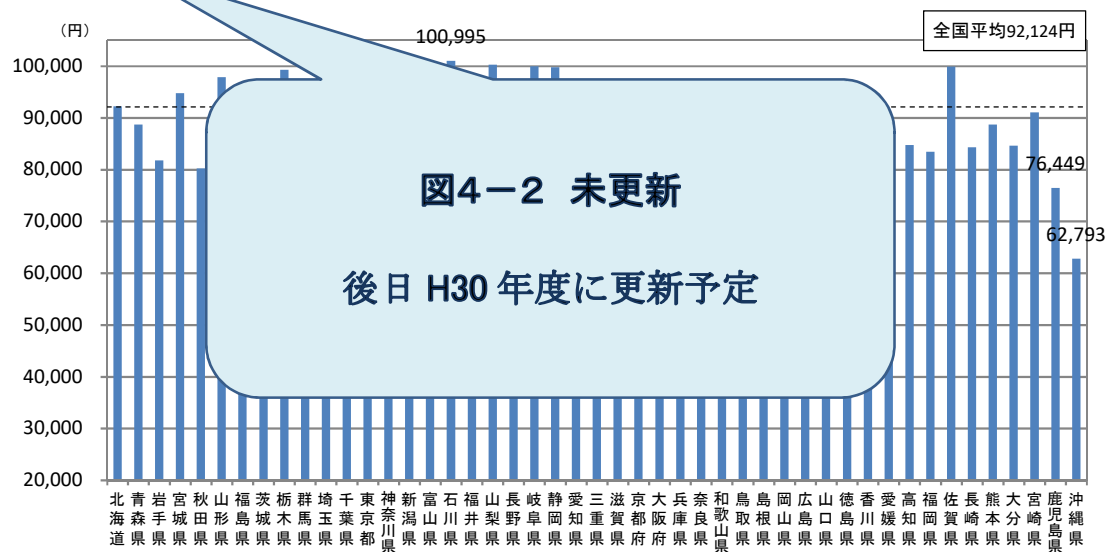 （円）
全国平均92,124円
100,995
100,000
90,000
80,000
70,000
60,000
50,000
40,000
30,000
20,000
76,449
62,793
図4－2 未更新
後日 H30 年度に更新予定
北海道
青森県
岩手県
宮城県
秋田県
山形県
福島県
茨城県
栃木県
群馬県
埼玉県
千葉県
東京都
神奈川県
新潟県
富山県
石川県
福井県
山梨県
長野県
岐阜県
静岡県
愛知県
三重県
滋賀県
京都府
大阪府
兵庫県
奈良県
和歌山県
鳥取県
島根県
岡山県
広島県
山口県
徳島県
香川県
愛媛県
高知県
福岡県
佐賀県
長崎県
熊本県
大分県
宮崎県
鹿児島県
沖縄県